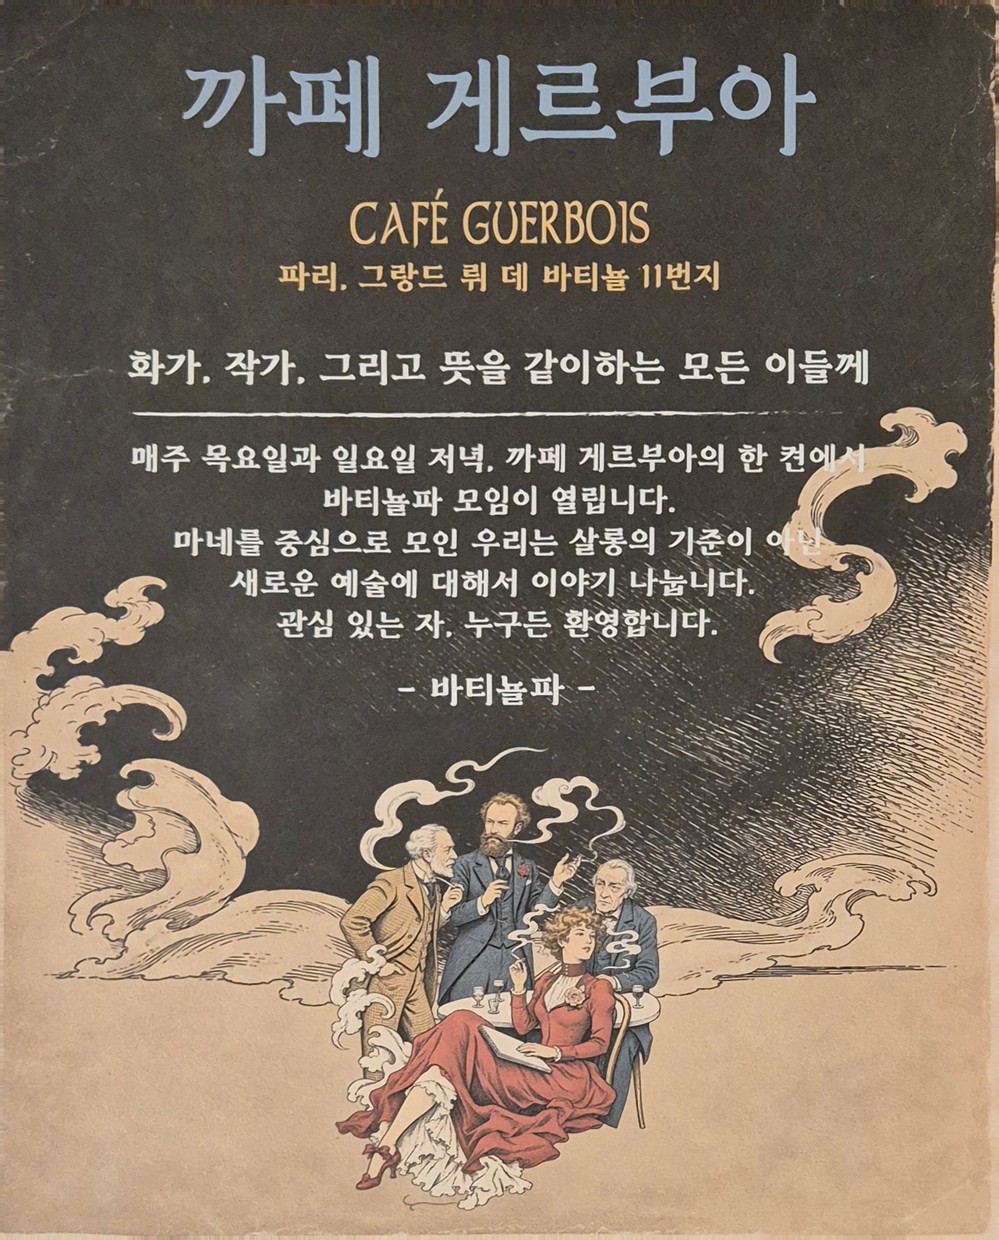 까페 게르부아
CAFÉ GUERBOIS
파리, 그랑드 뤼 데 바티뇰 11번지
화가, 작가, 그리고 뜻을 같이하는 모든 이들께
매주 목요일과 일요일 저녁, 까페 게르부아의 한 켠에서
바티뇰파 모임이 열립니다.
마네를 중심으로 모인 우리는 살롱의 기준이 아닌
새로운 예술에 대해서 이야기 나눕니다.
관심 있는 자, 누구든 환영합니다.
- 바티뇰파 -